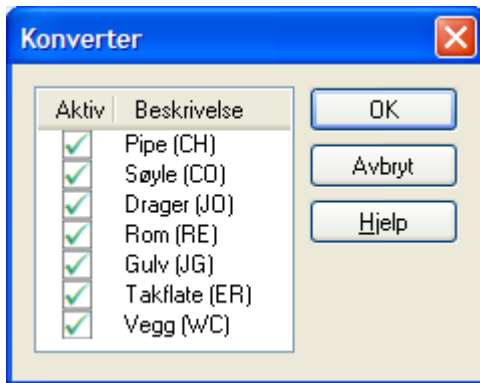 Konverter
Aktiv Beskrivelse
Pipe (CH)
Søyle (CO)
Drager (JO)
Rom (RE)
Gulv (JG)
Takflate (ER)
Vegg (WC)
OK
Avbryt
Hjelp